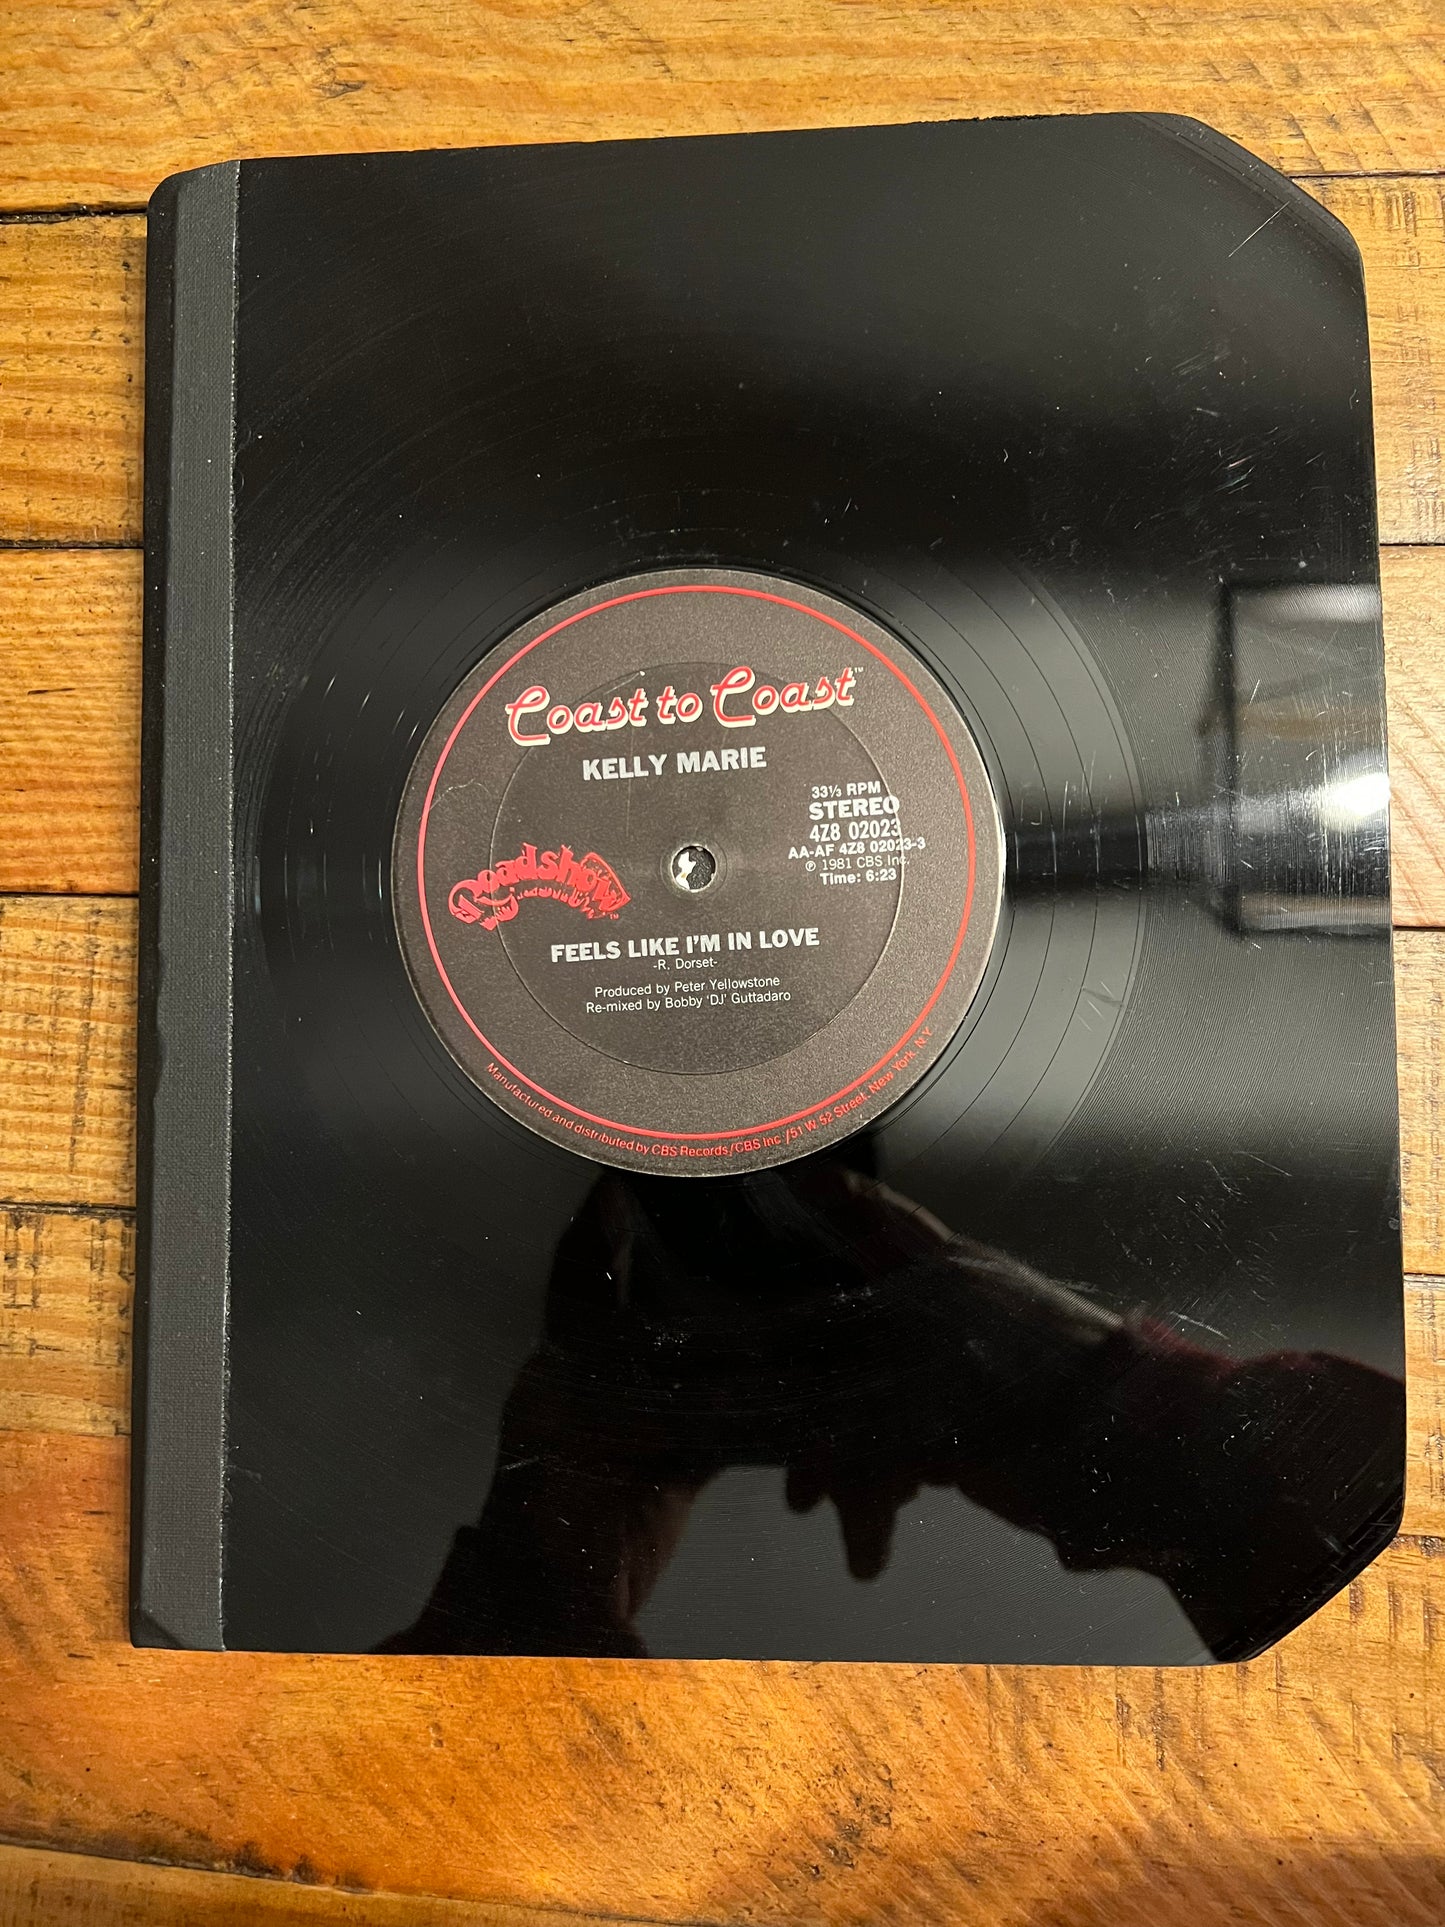 Coast to Coast™
KELLY MARIE
33⅓ RPM
STEREO
4Z8 02023
AA-AF 4Z8 02023-3
℗ 1981 CBS Inc.
Time: 6:23
Roadshow
FEELS LIKE I'M IN LOVE
-R. Dorset-
Produced by Peter Yellowstone
Re-mixed by Bobby 'DJ' Guttadaro
Manufactured and distributed by CBS Records/CBS Inc./51 W 52 Street, New York, N.Y.